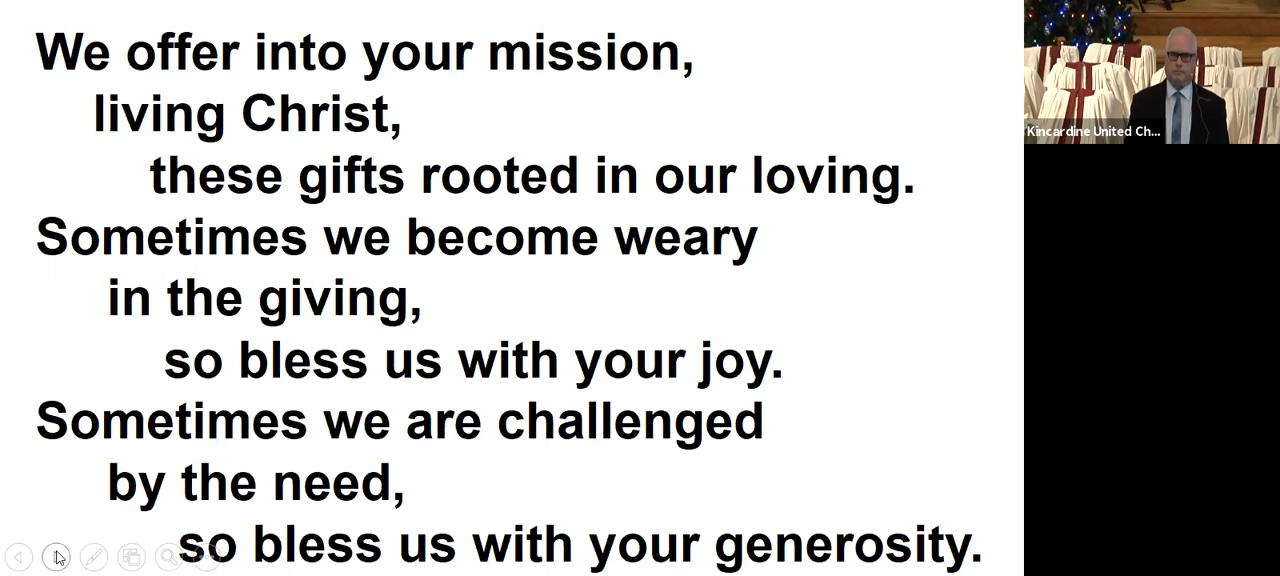 We offer into your mission,
living Christ,
these gifts rooted in our loving.
Sometimes we become weary
in the giving,
so bless us with your joy.
Sometimes we are challenged
by the need,
so bless us with your generosity.
Kincardine United Ch...